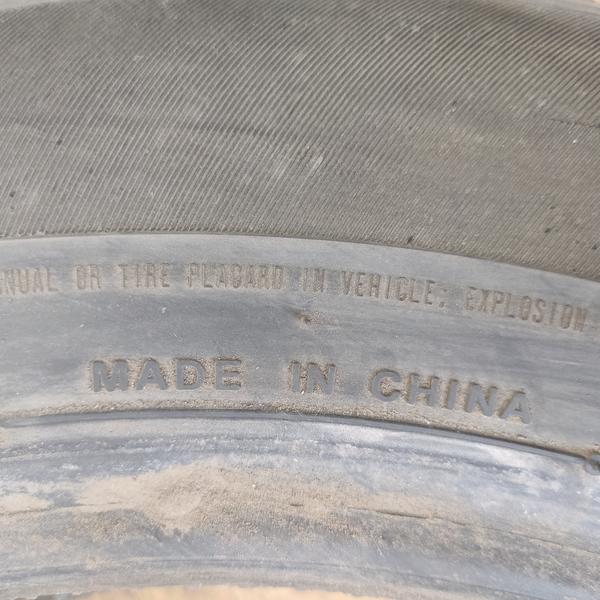 NUAL OR TIRE PLACARD IN VEHICLE; EXPLOSION
MADE IN CHINA